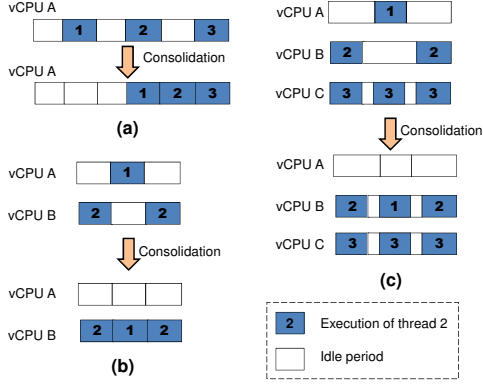 vCPU A
1 2 3
Consolidation
vCPU A
1 2 3
(a)
vCPU A 1
vCPU B 2 2
Consolidation
vCPU A
vCPU B 2 1 2
(b)
vCPU A 1
vCPU B 2 2
vCPU C 3 3 3
Consolidation
vCPU A
vCPU B 2 1 2
vCPU C 3 3 3
(c)
2 Execution of thread 2
Idle period